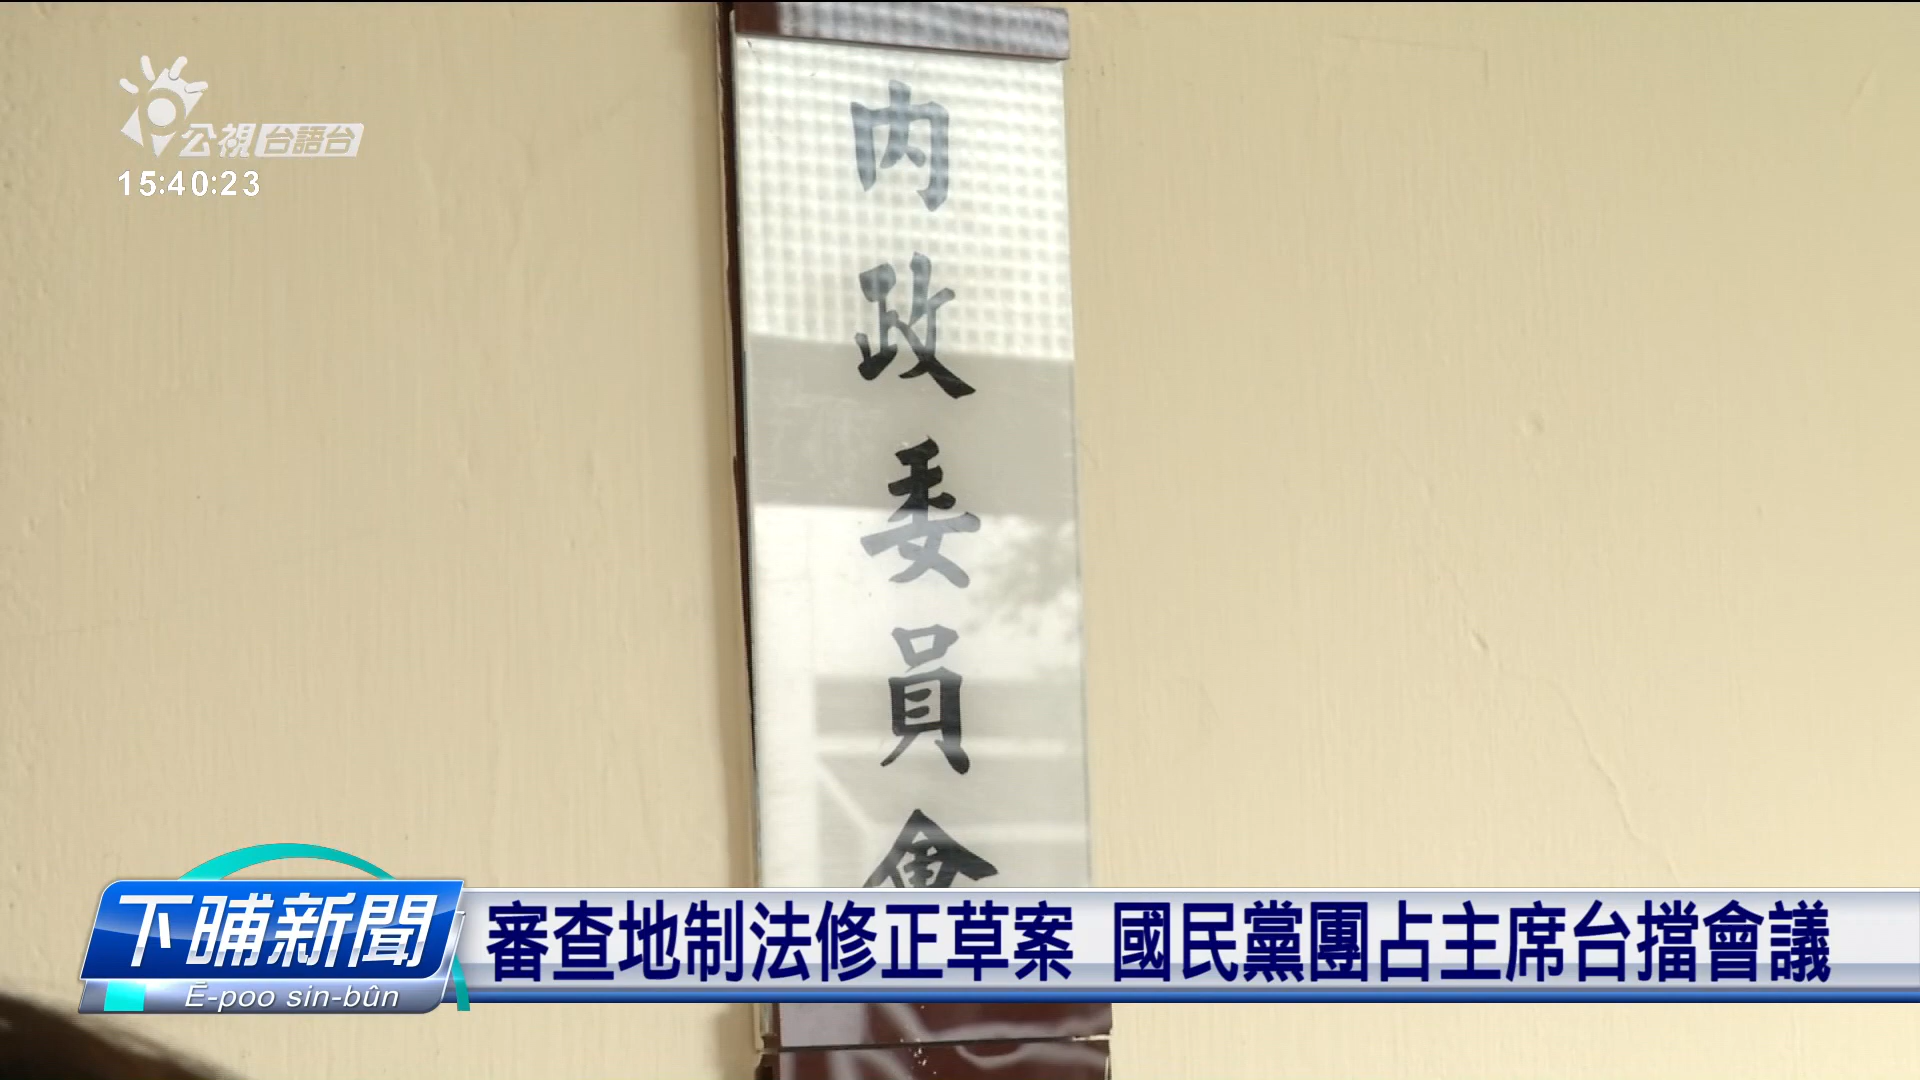 公視台語台
15:40:23
內政委員會
下晡新聞
Ē-poo sin-bûn
審查地制法修正草案 國民黨團占主席台擋會議